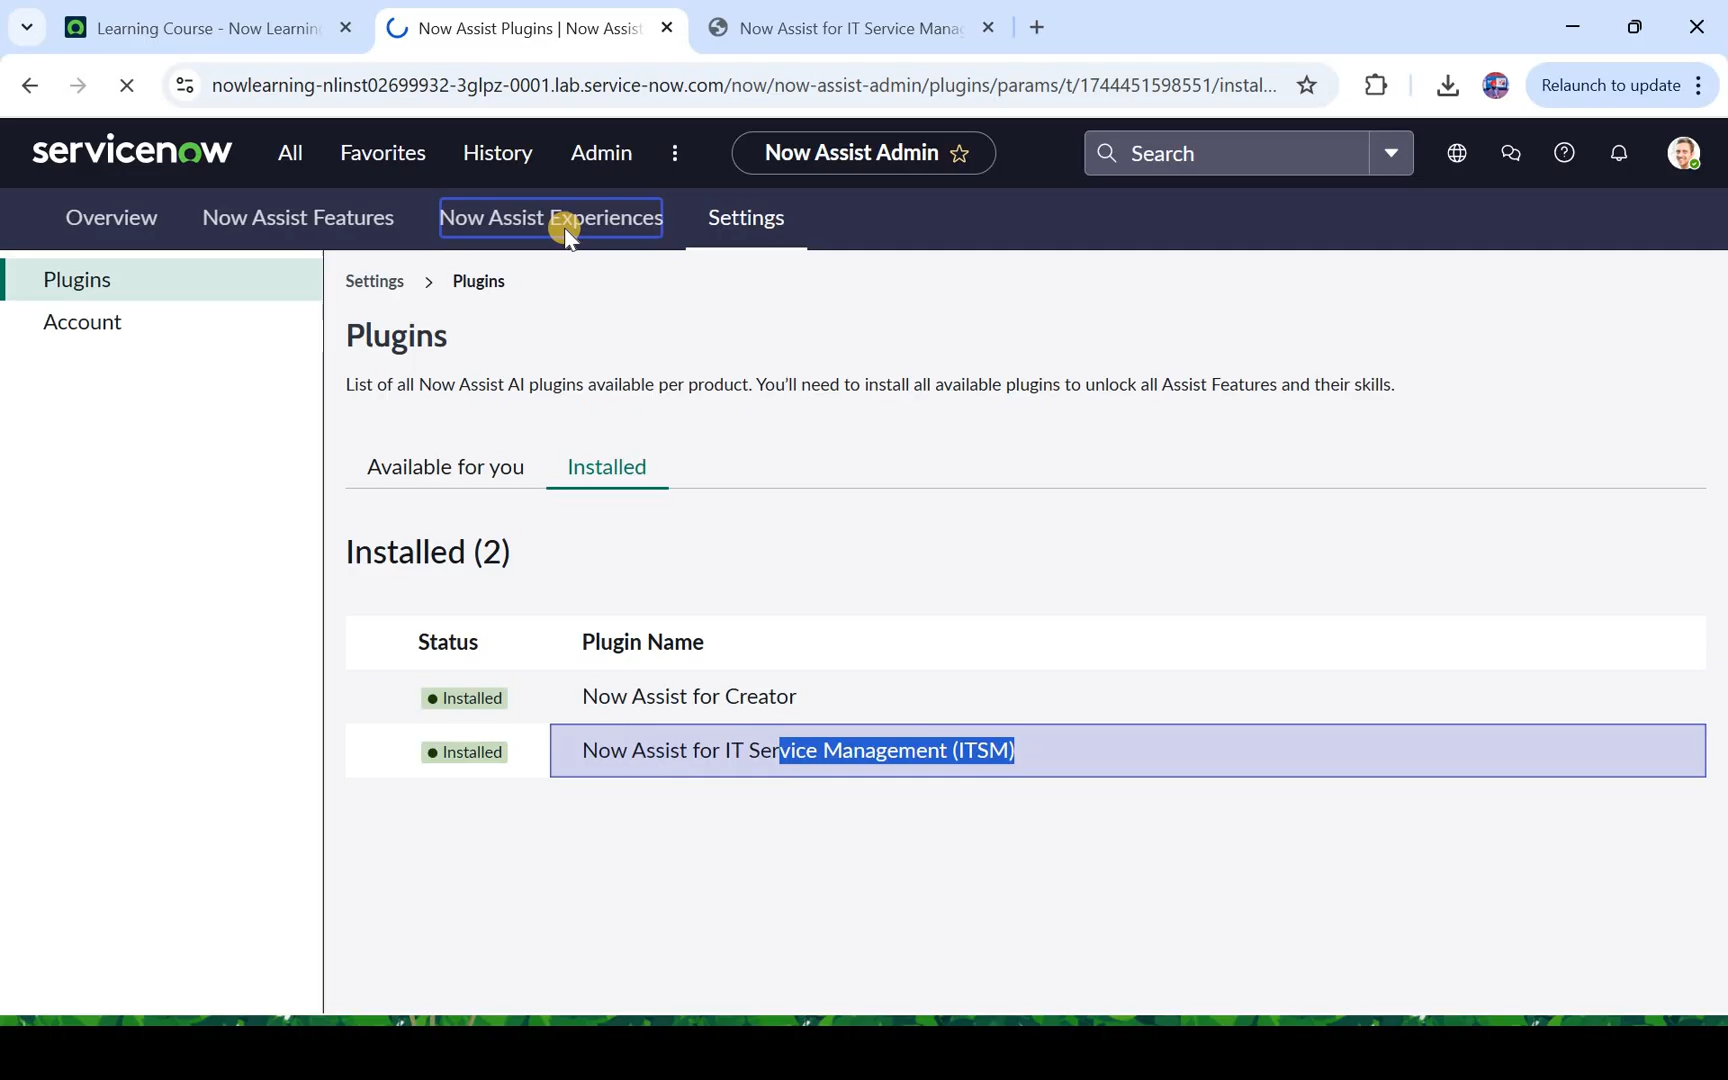 Learning Course - Now Learnin
Now Assist Plugins | Now Assist
Now Assist for IT Service Manag
nowlearning-nlinst02699932-3glpz-0001.lab.service-now.com/now/now-assist-admin/plugins/params/t/1744451598551/instal...
Relaunch to update
servicenow
All
Favorites
History
Admin
Now Assist Admin
Search
Overview
Now Assist Features
Now Assist Experiences
Settings
Plugins
Account
Settings > Plugins
Plugins
List of all Now Assist AI plugins available per product. You'll need to install all available plugins to unlock all Assist Features and their skills.
Available for you
Installed
Installed (2)
Status Plugin Name
Installed Now Assist for Creator
Installed Now Assist for IT Service Management (ITSM)